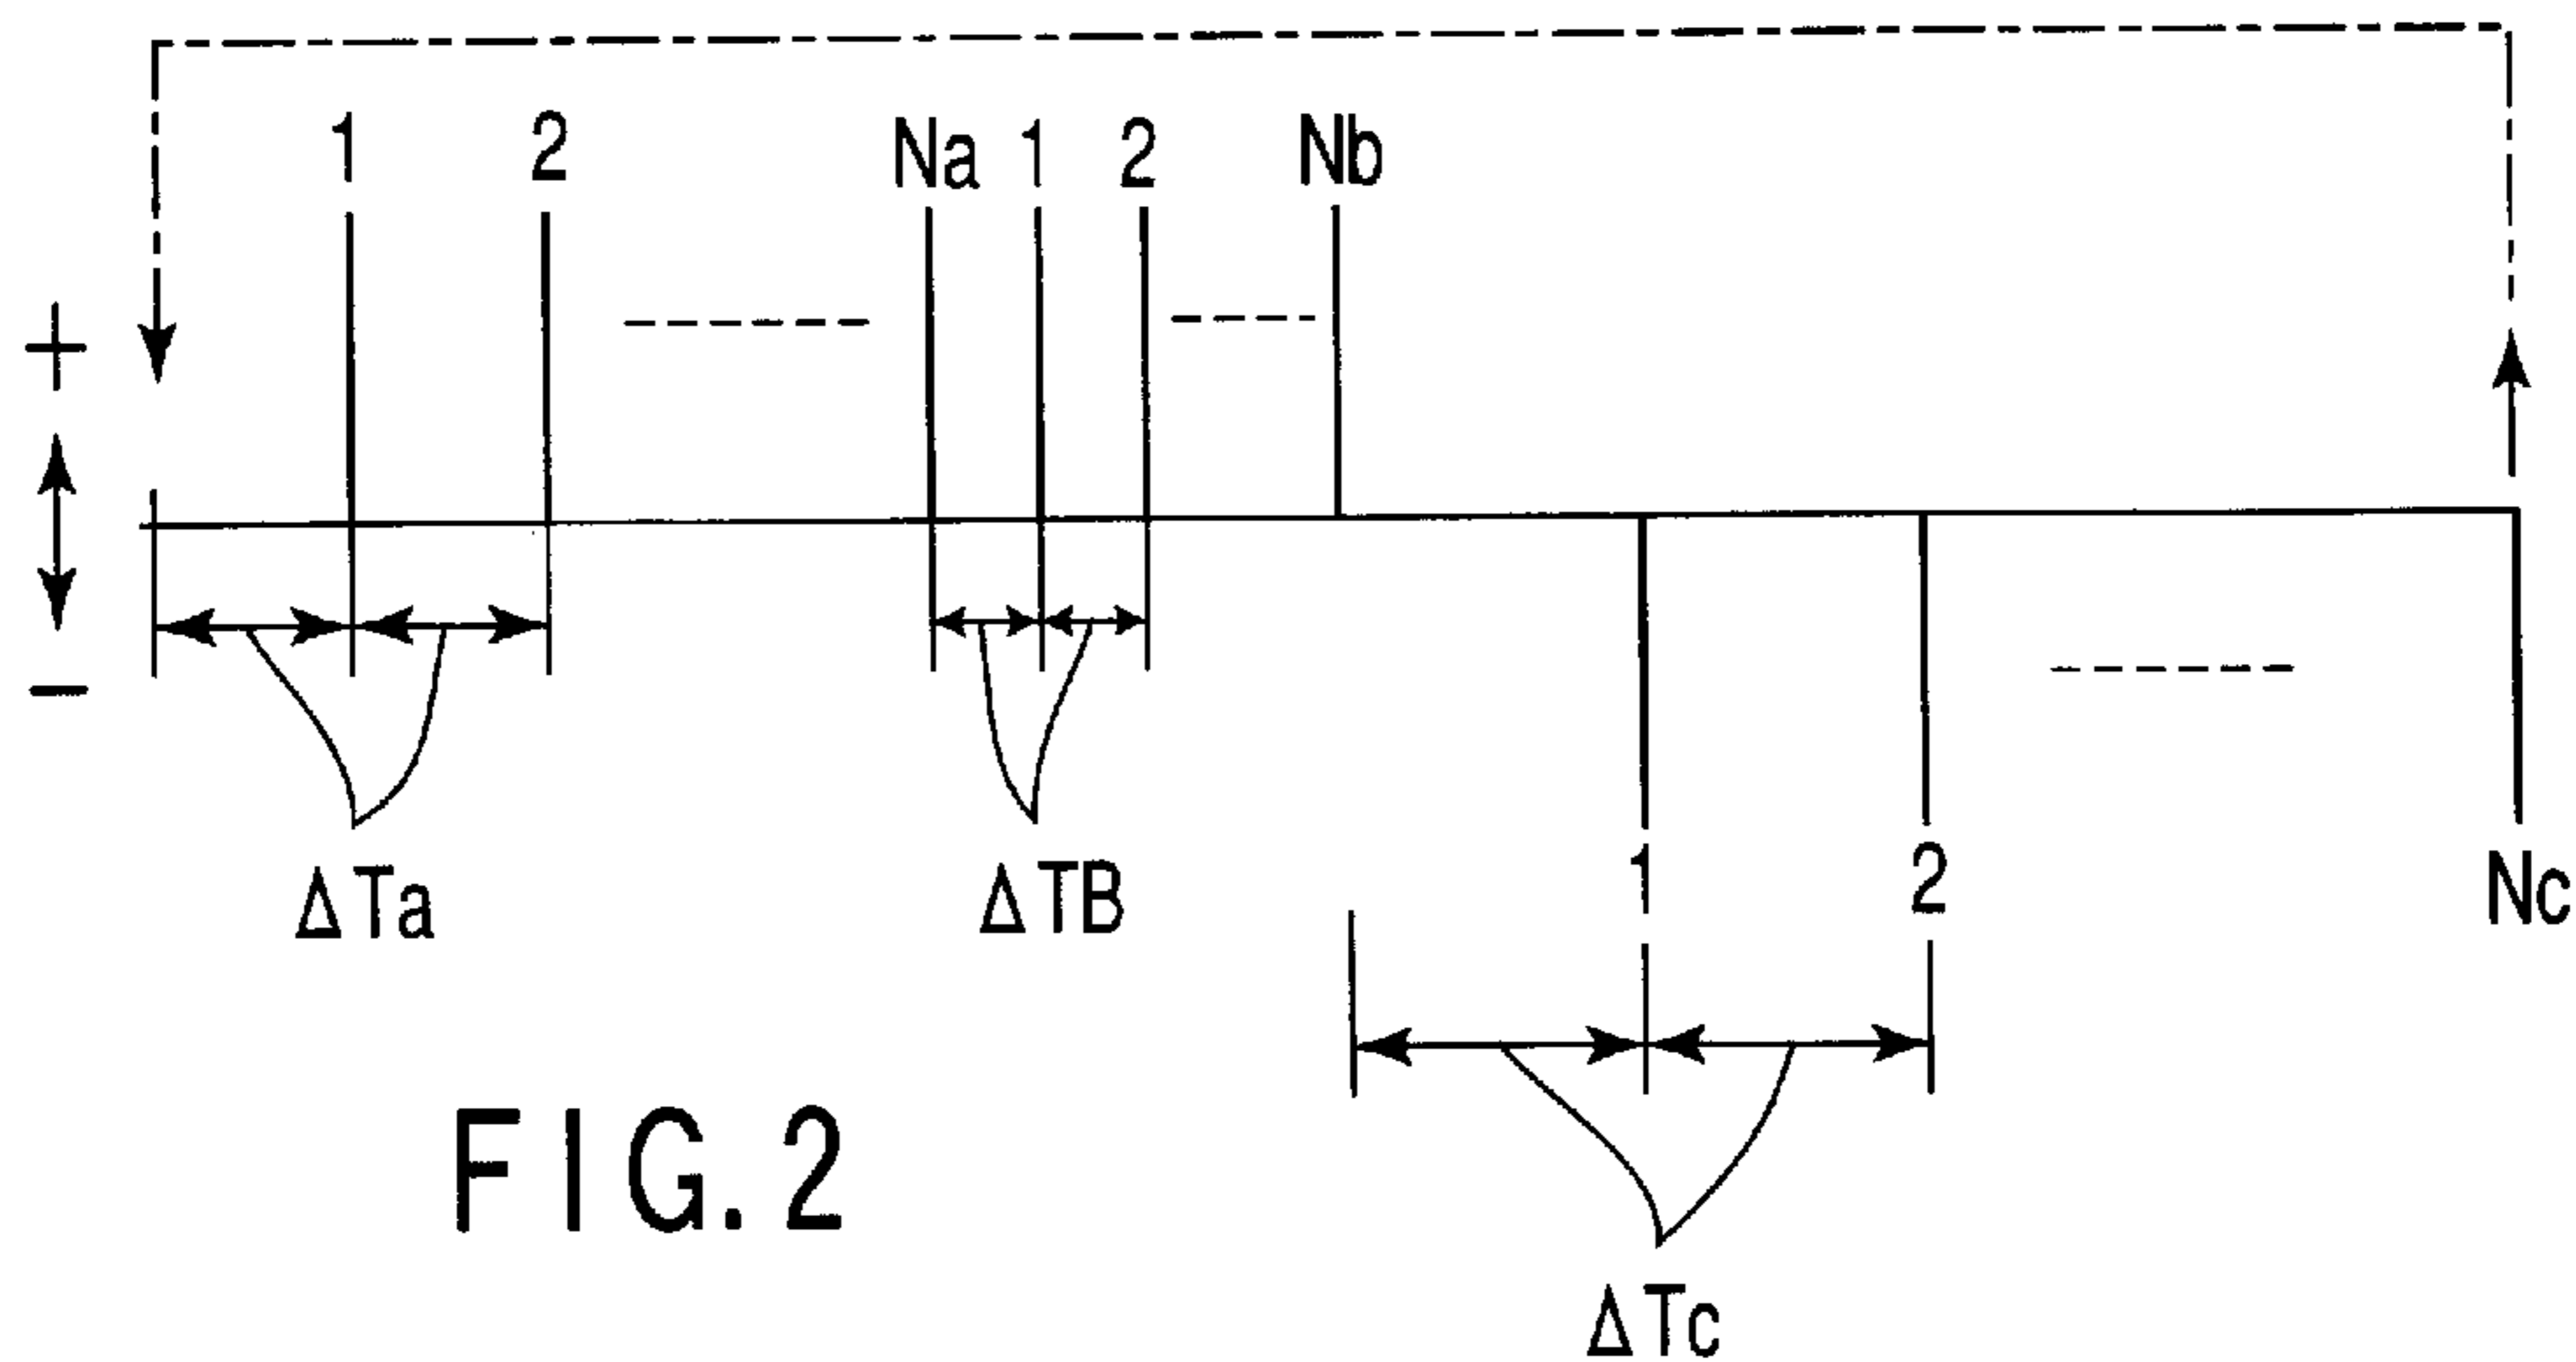 1 2 Na 1 2 Nb
+
−
1 2 Nc
ΔTa ΔTB
ΔTc
FIG. 2